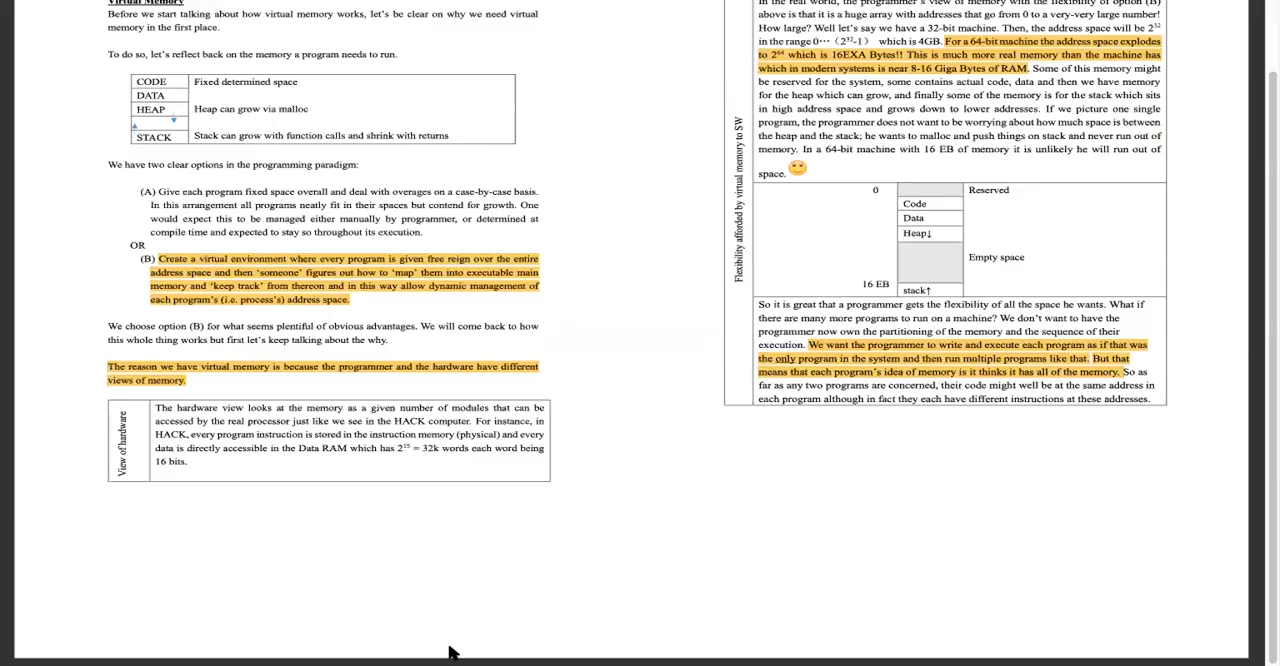 Virtual Memory
Before we start talking about how virtual memory works, let's be clear on why we need virtual
memory in the first place.
To do so, let's reflect back on the memory a program needs to run.
CODE Fixed determined space
DATA
HEAP Heap can grow via malloc
STACK Stack can grow with function calls and shrink with returns
We have two clear options in the programming paradigm:
(A) Give each program fixed space overall and deal with overages on a case-by-case basis.
In this arrangement all programs neatly fit in their spaces but contend for growth. One
would expect this to be managed either manually by programmer, or determined at
compile time and expected to stay so throughout its execution.
OR
(B) Create a virtual environment where every program is given free reign over the entire
address space and then 'someone' figures out how to 'map' them into executable main
memory and 'keep track' from thereon and in this way allow dynamic management of
each program's (i.e. process's) address space.
We choose option (B) for what seems plentiful of obvious advantages. We will come back to how
this whole thing works but first let's keep talking about the why.
The reason we have virtual memory is because the programmer and the hardware have different
views of memory.
View of hardware
The hardware view looks at the memory as a given number of modules that can be
accessed by the real processor just like we see in the HACK computer. For instance, in
HACK, every program instruction is stored in the instruction memory (physical) and every
data is directly accessible in the Data RAM which has 2¹⁵ = 32k words each word being
16 bits.
Flexibility afforded by virtual memory to SW
In the real world, the programmer's view of memory with the flexibility of option (B)
above is that it is a huge array with addresses that go from 0 to a very-very large number!
How large? Well let's say we have a 32-bit machine. Then, the address space will be 2³²
in the range 0… (2³²-1) which is 4GB. For a 64-bit machine the address space explodes
to 2⁶⁴ which is 16EXA Bytes!! This is much more real memory than the machine has
which in modern systems is near 8-16 Giga Bytes of RAM. Some of this memory might
be reserved for the system, some contains actual code, data and then we have memory
for the heap which can grow, and finally some of the memory is for the stack which sits
in high address space and grows down to lower addresses. If we picture one single
program, the programmer does not want to be worrying about how much space is between
the heap and the stack; he wants to malloc and push things on stack and never run out of
memory. In a 64-bit machine with 16 EB of memory it is unlikely he will run out of
space.
0 Reserved
Code
Data
Heap↓
Empty space
16 EB
stack↑
So it is great that a programmer gets the flexibility of all the space he wants. What if
there are many more programs to run on a machine? We don't want to have the
programmer now own the partitioning of the memory and the sequence of their
execution. We want the programmer to write and execute each program as if that was
the only program in the system and then run multiple programs like that. But that
means that each program's idea of memory is it thinks it has all of the memory. So as
far as any two programs are concerned, their code might well be at the same address in
each program although in fact they each have different instructions at these addresses.